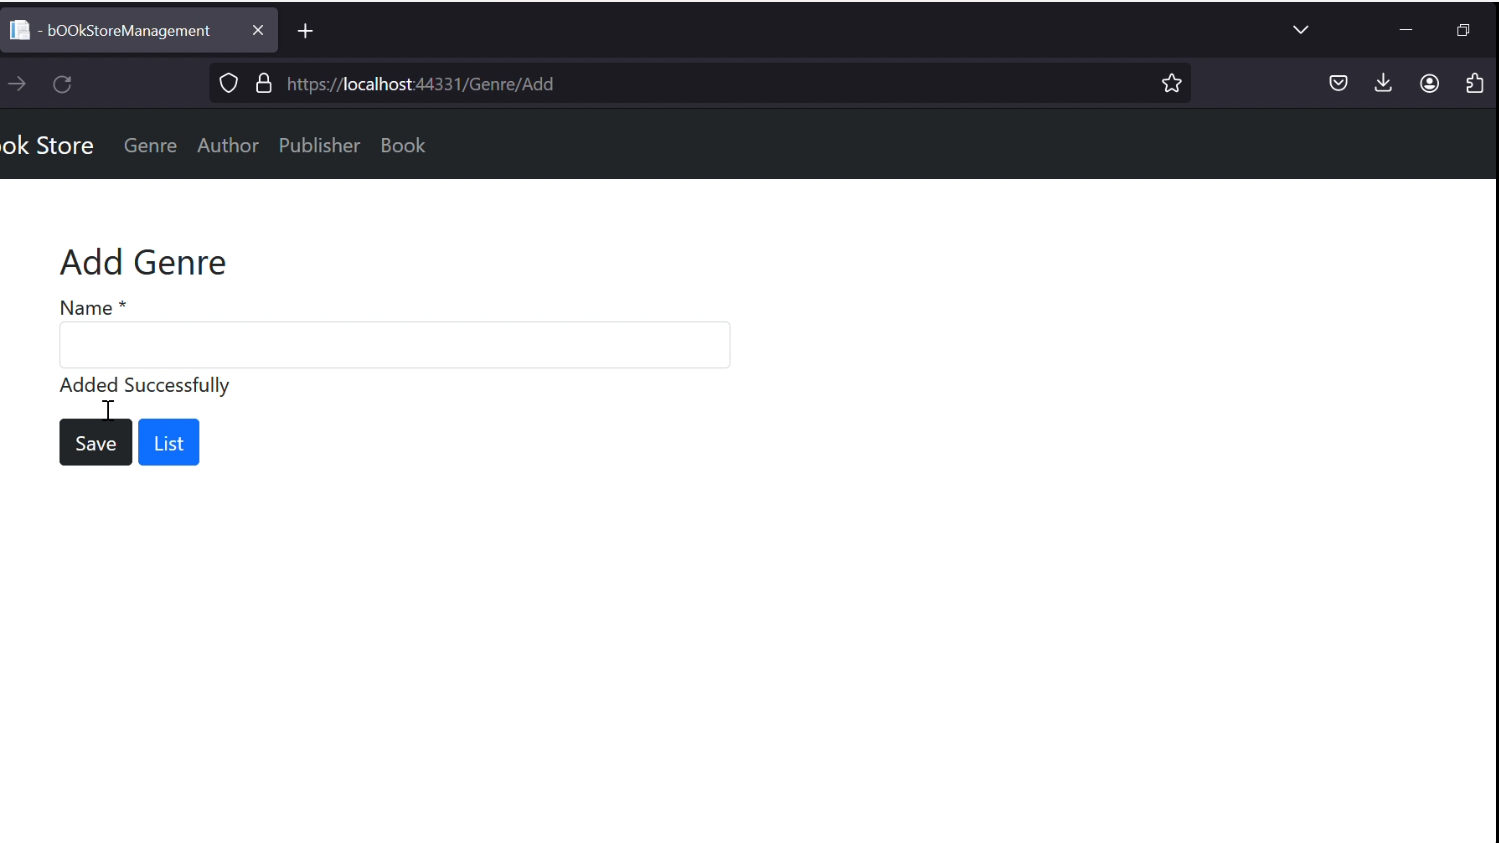 - bOOkStoreManagement
https://localhost:44331/Genre/Add
ok Store Genre Author Publisher Book
Add Genre
Name *
Added Successfully
Save List